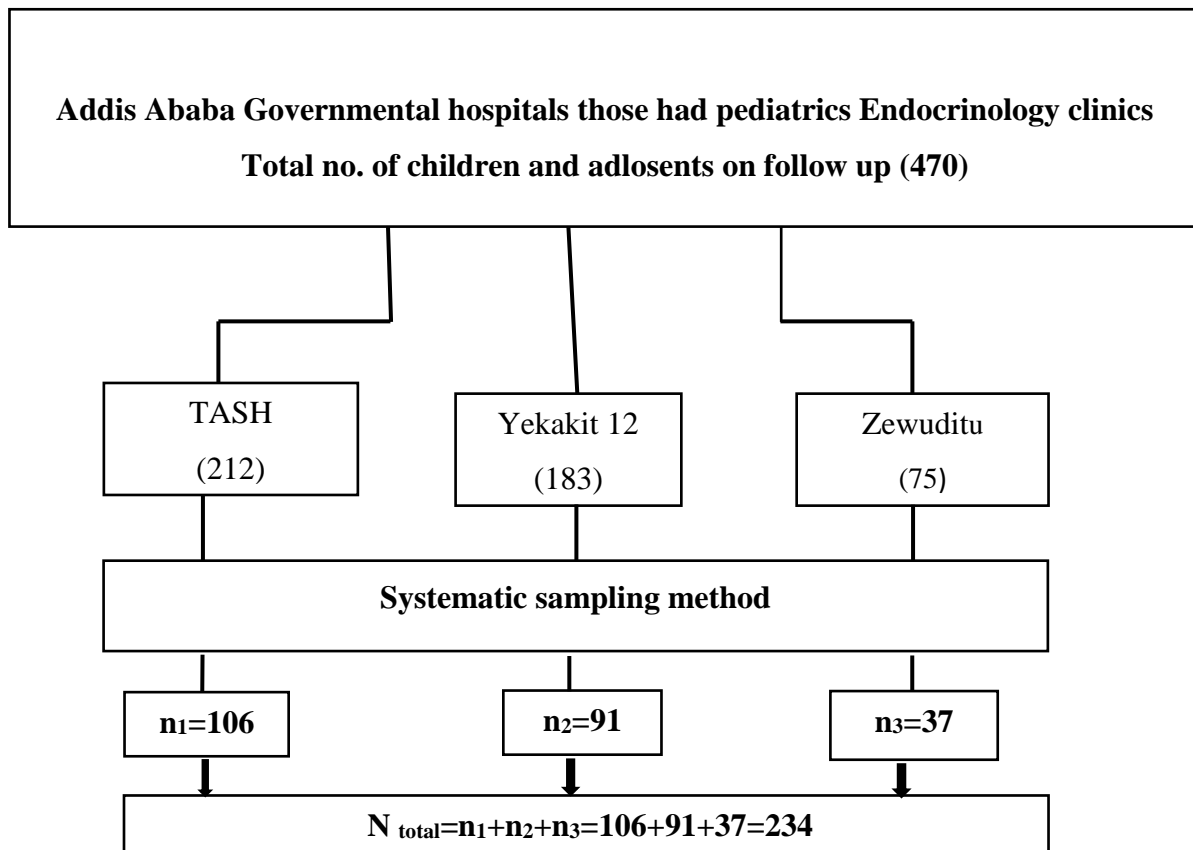 Addis Ababa Governmental hospitals those had pediatrics Endocrinology clinics
Total no. of children and adlosents on follow up (470)
TASH
(212)
Yekakit 12
(183)
Zewuditu
(75)
Systematic sampling method
n1=106
n2=91
n3=37
N total=n1+n2+n3=106+91+37=234